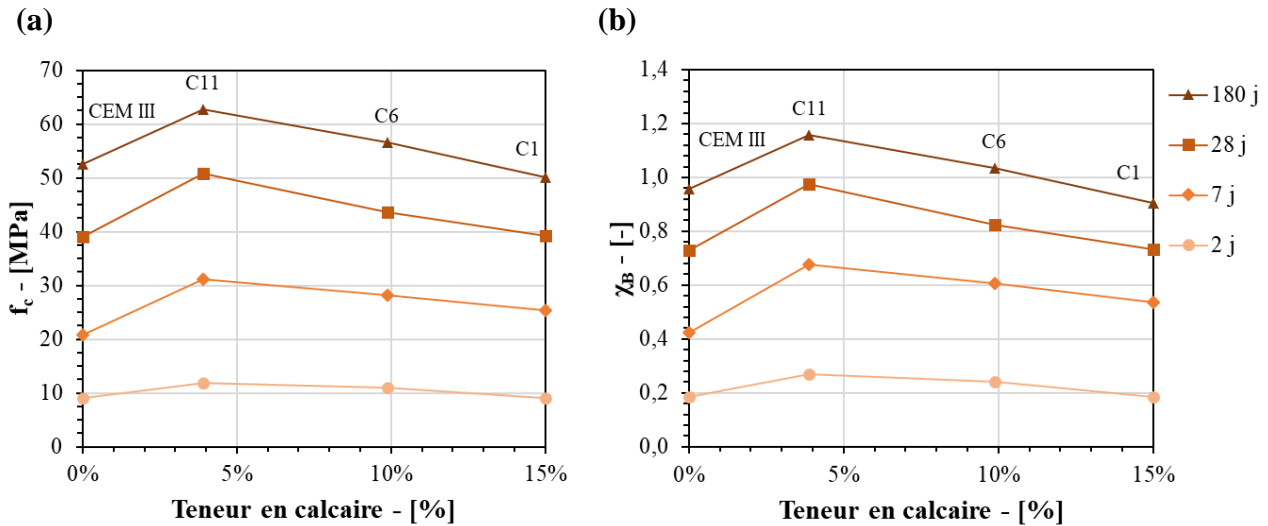 (a)
70
60
50
40
30
20
10
0
f_c - [MPa]
CEM III
C11
C6
C1
0%
5%
10%
15%
Teneur en calcaire - [%]
(b)
1,4
1,2
1,0
0,8
0,6
0,4
0,2
0,0
χ_B - [-]
CEM III
C11
C6
C1
0%
5%
10%
15%
Teneur en calcaire - [%]
180 j
28 j
7 j
2 j